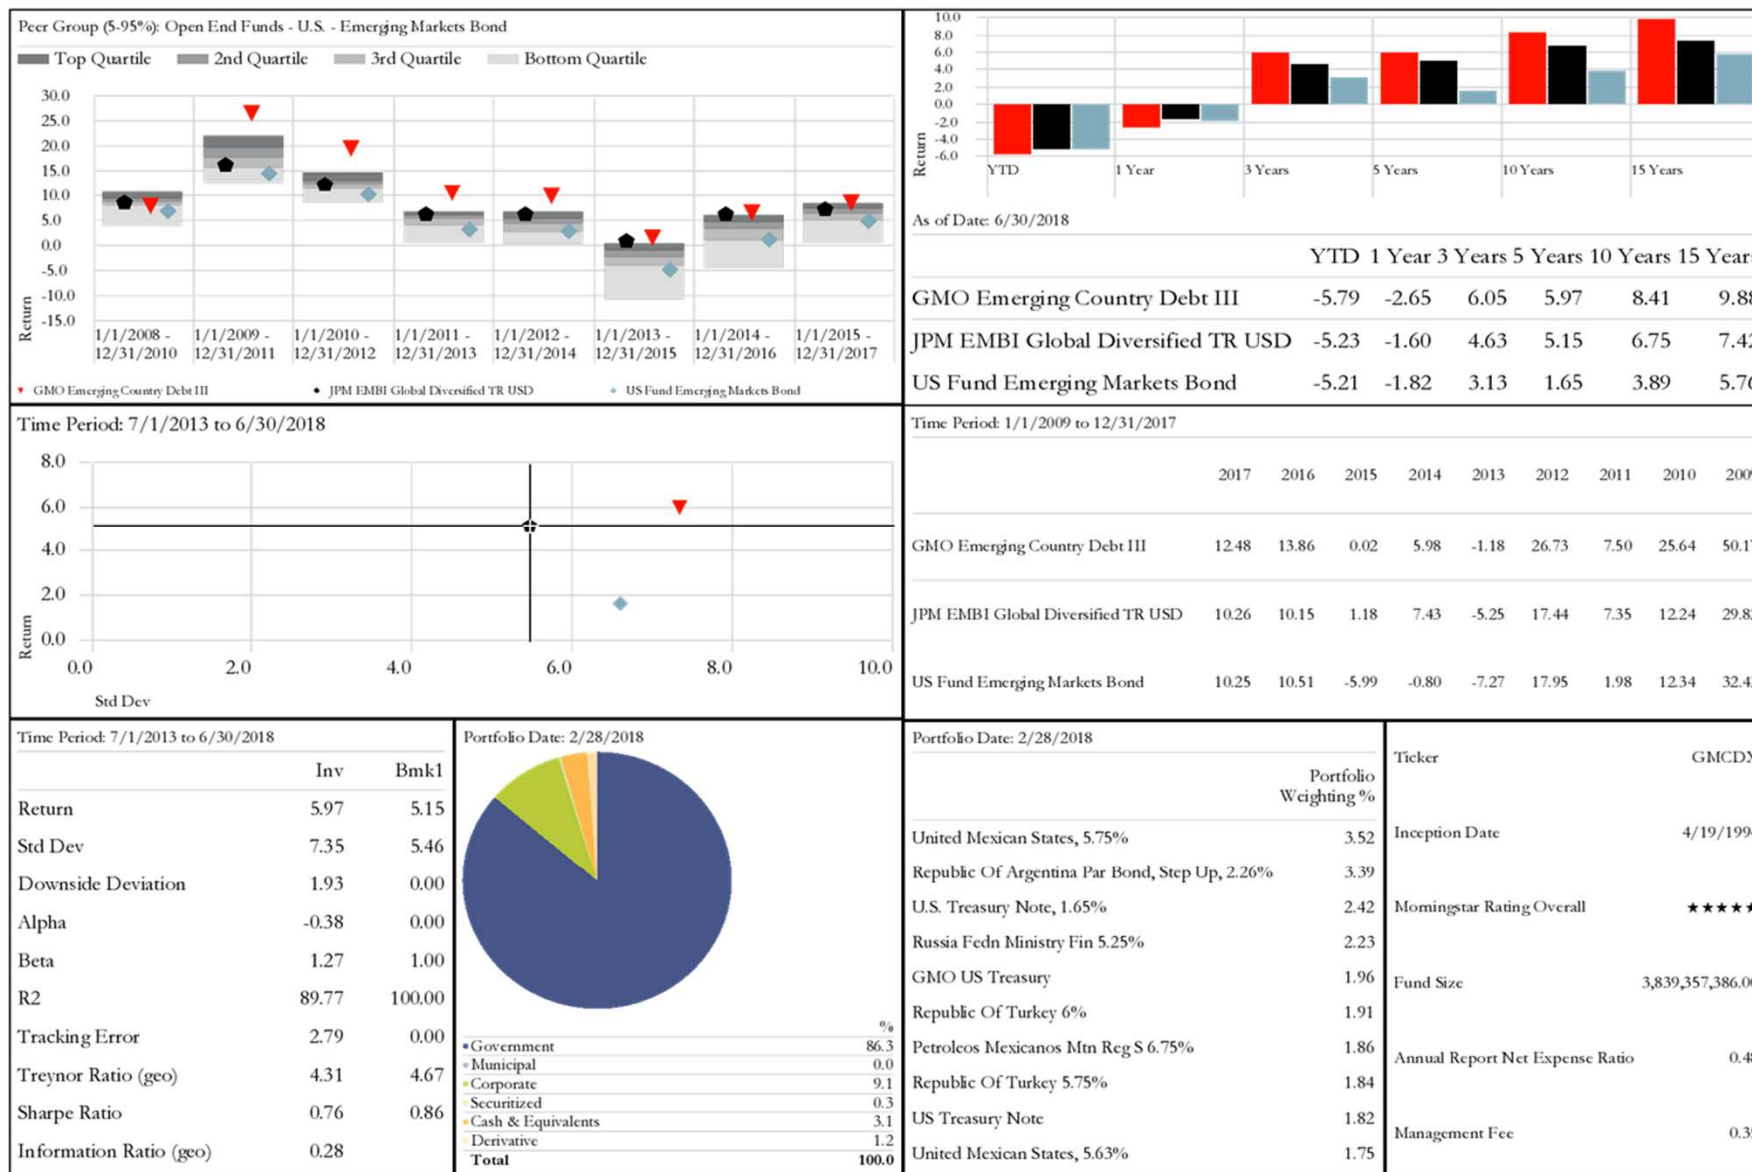 Peer Group (5-95%): Open End Funds - U.S. - Emerging Markets Bond
Top Quartile 2nd Quartile 3rd Quartile Bottom Quartile
30.0
25.0
20.0
15.0
10.0
5.0
0.0
-5.0
-10.0
-15.0
Return
1/1/2008 - 1/1/2009 - 1/1/2010 - 1/1/2011 - 1/1/2012 - 1/1/2013 - 1/1/2014 - 1/1/2015 -
12/31/2010 12/31/2011 12/31/2012 12/31/2013 12/31/2014 12/31/2015 12/31/2016 12/31/2017
GMO Emerging Country Debt III JPM EMBI Global Diversified TR USD US Fund Emerging Markets Bond
10.0
8.0
6.0
4.0
2.0
0.0
-2.0
-4.0
-6.0
Return
YTD 1 Year 3 Years 5 Years 10 Years 15 Years
As of Date: 6/30/2018
YTD 1 Year 3 Years 5 Years 10 Years 15 Years
GMO Emerging Country Debt III -5.79 -2.65 6.05 5.97 8.41 9.88
JPM EMBI Global Diversified TR USD -5.23 -1.60 4.63 5.15 6.75 7.42
US Fund Emerging Markets Bond -5.21 -1.82 3.13 1.65 3.89 5.76
Time Period: 7/1/2013 to 6/30/2018
8.0
6.0
4.0
2.0
0.0
Return
0.0 2.0 4.0 6.0 8.0 10.0
Std Dev
Time Period: 1/1/2009 to 12/31/2017
2017 2016 2015 2014 2013 2012 2011 2010 2009
GMO Emerging Country Debt III 12.48 13.86 0.02 5.98 -1.18 26.73 7.50 25.64 50.1
JPM EMBI Global Diversified TR USD 10.26 10.15 1.18 7.43 -5.25 17.44 7.35 12.24 29.8
US Fund Emerging Markets Bond 10.25 10.51 -5.99 -0.80 -7.27 17.95 1.98 12.34 32.4
Time Period: 7/1/2013 to 6/30/2018
Inv Bmk1
Return 5.97 5.15
Std Dev 7.35 5.46
Downside Deviation 1.93 0.00
Alpha -0.38 0.00
Beta 1.27 1.00
R2 89.77 100.00
Tracking Error 2.79 0.00
Treynor Ratio (geo) 4.31 4.67
Sharpe Ratio 0.76 0.86
Information Ratio (geo) 0.28
Portfolio Date: 2/28/2018
%
Government 86.3
Municipal 0.0
Corporate 9.1
Securitized 0.3
Cash & Equivalents 3.1
Derivative 1.2
Total 100.0
Portfolio Date: 2/28/2018
Portfolio
Weighting %
United Mexican States, 5.75% 3.52
Republic Of Argentina Par Bond, Step Up, 2.26% 3.39
U.S. Treasury Note, 1.65% 2.42
Russia Fedn Ministry Fin 5.25% 2.23
GMO US Treasury 1.96
Republic Of Turkey 6% 1.91
Petroleos Mexicanos Mtn Reg S 6.75% 1.86
Republic Of Turkey 5.75% 1.84
US Treasury Note 1.82
United Mexican States, 5.63% 1.75
Ticker GMCDX
Inception Date 4/19/199
Morningstar Rating Overall ★★★★★
Fund Size 3,839,357,386.00
Annual Report Net Expense Ratio 0.4
Management Fee 0.3